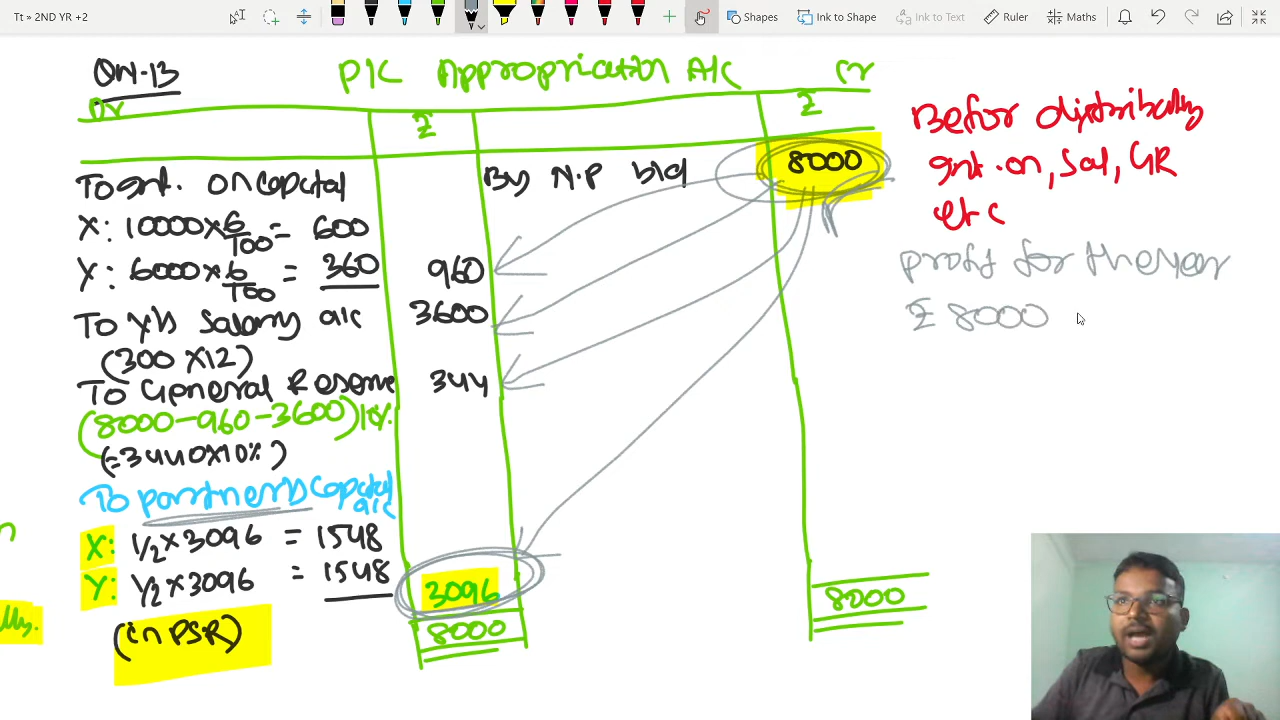 Tt > 2ND YR +2
Shapes
Ink to Shape
Ink to Text
Ruler
Maths
QN-13
P/L Appropriation A/C
Dr
Cr
₹
₹
To Int. on capital
By N.P b/d
8000
X: 10000×6/100= 600
Y: 6000×6/100 = 360
960
To Y's Salary a/c
3600
(300×12)
To General Reserve
344
(8000-960-3600)10%
(=3440×10%)
To partner's capital a/c
X: 1/2×3096 = 1548
Y: 1/2×3096 = 1548
3096
8000
8000
(in PSR)
Befor distributing
Int. on, Sal, GR
etc
profit for the year
₹ 8000
lly.